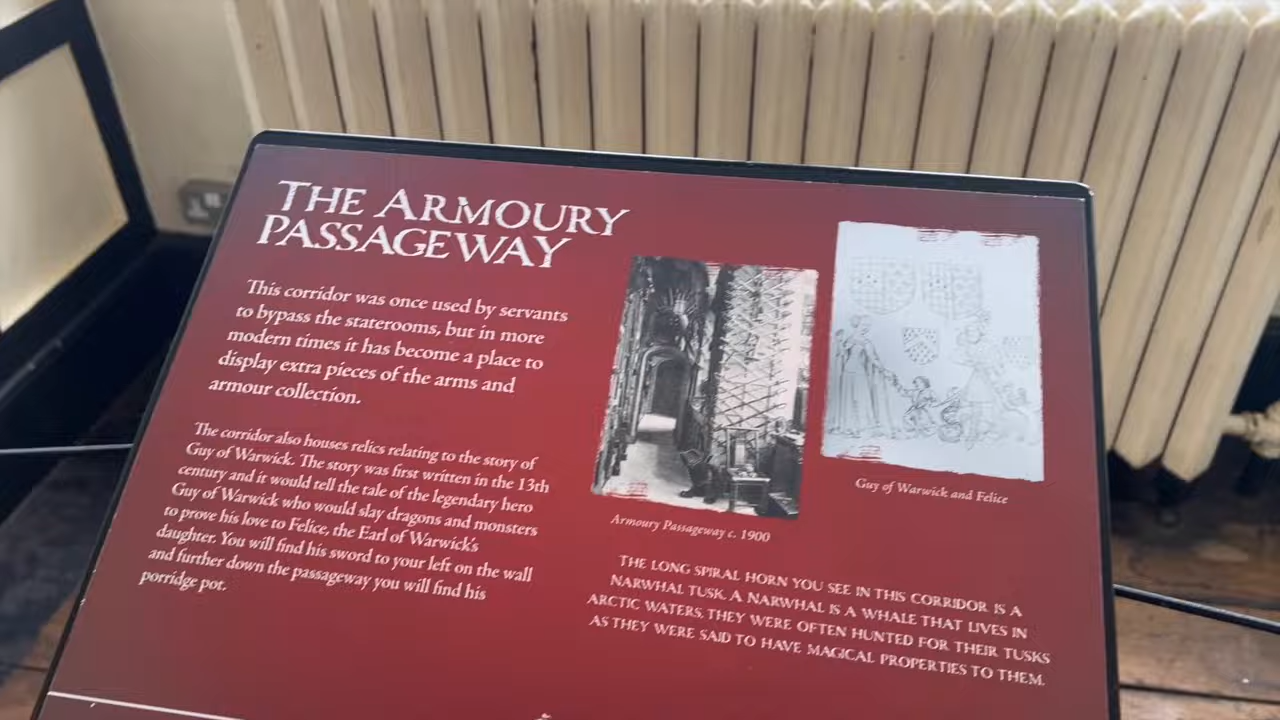 THE ARMOURY
PASSAGEWAY
This corridor was once used by servants
to bypass the staterooms, but in more
modern times it has become a place to
display extra pieces of the arms and
armour collection.
The corridor also houses relics relating to the story of
Guy of Warwick. The story was first written in the 13th
century and it would tell the tale of the legendary hero
Guy of Warwick who would slay dragons and monsters
to prove his love to Felice, the Earl of Warwick's
daughter. You will find his sword to your left on the wall
and further down the passageway you will find his
porridge pot.
Armoury Passageway c. 1900
Guy of Warwick and Felice
THE LONG SPIRAL HORN YOU SEE IN THIS CORRIDOR IS A
NARWHAL TUSK. A NARWHAL IS A WHALE THAT LIVES IN
ARCTIC WATERS. THEY WERE OFTEN HUNTED FOR THEIR TUSKS
AS THEY WERE SAID TO HAVE MAGICAL PROPERTIES TO THEM.